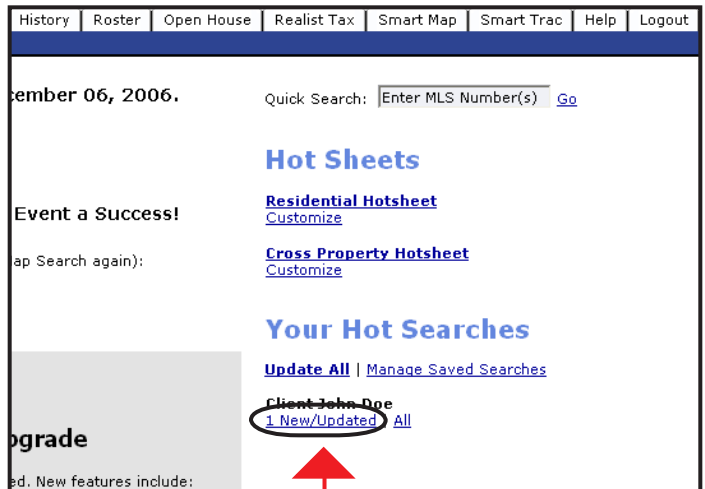 History Roster Open House Realist Tax Smart Map Smart Trac Help Logout
cember 06, 2006.
Quick Search: Enter MLS Number(s) Go
Hot Sheets
Residential Hotsheet
Customize
Event a Success!
Cross Property Hotsheet
ap Search again):
Customize
Your Hot Searches
Update All | Manage Saved Searches
Client John Doe
1 New/Updated | All
pgrade
ed. New features include: